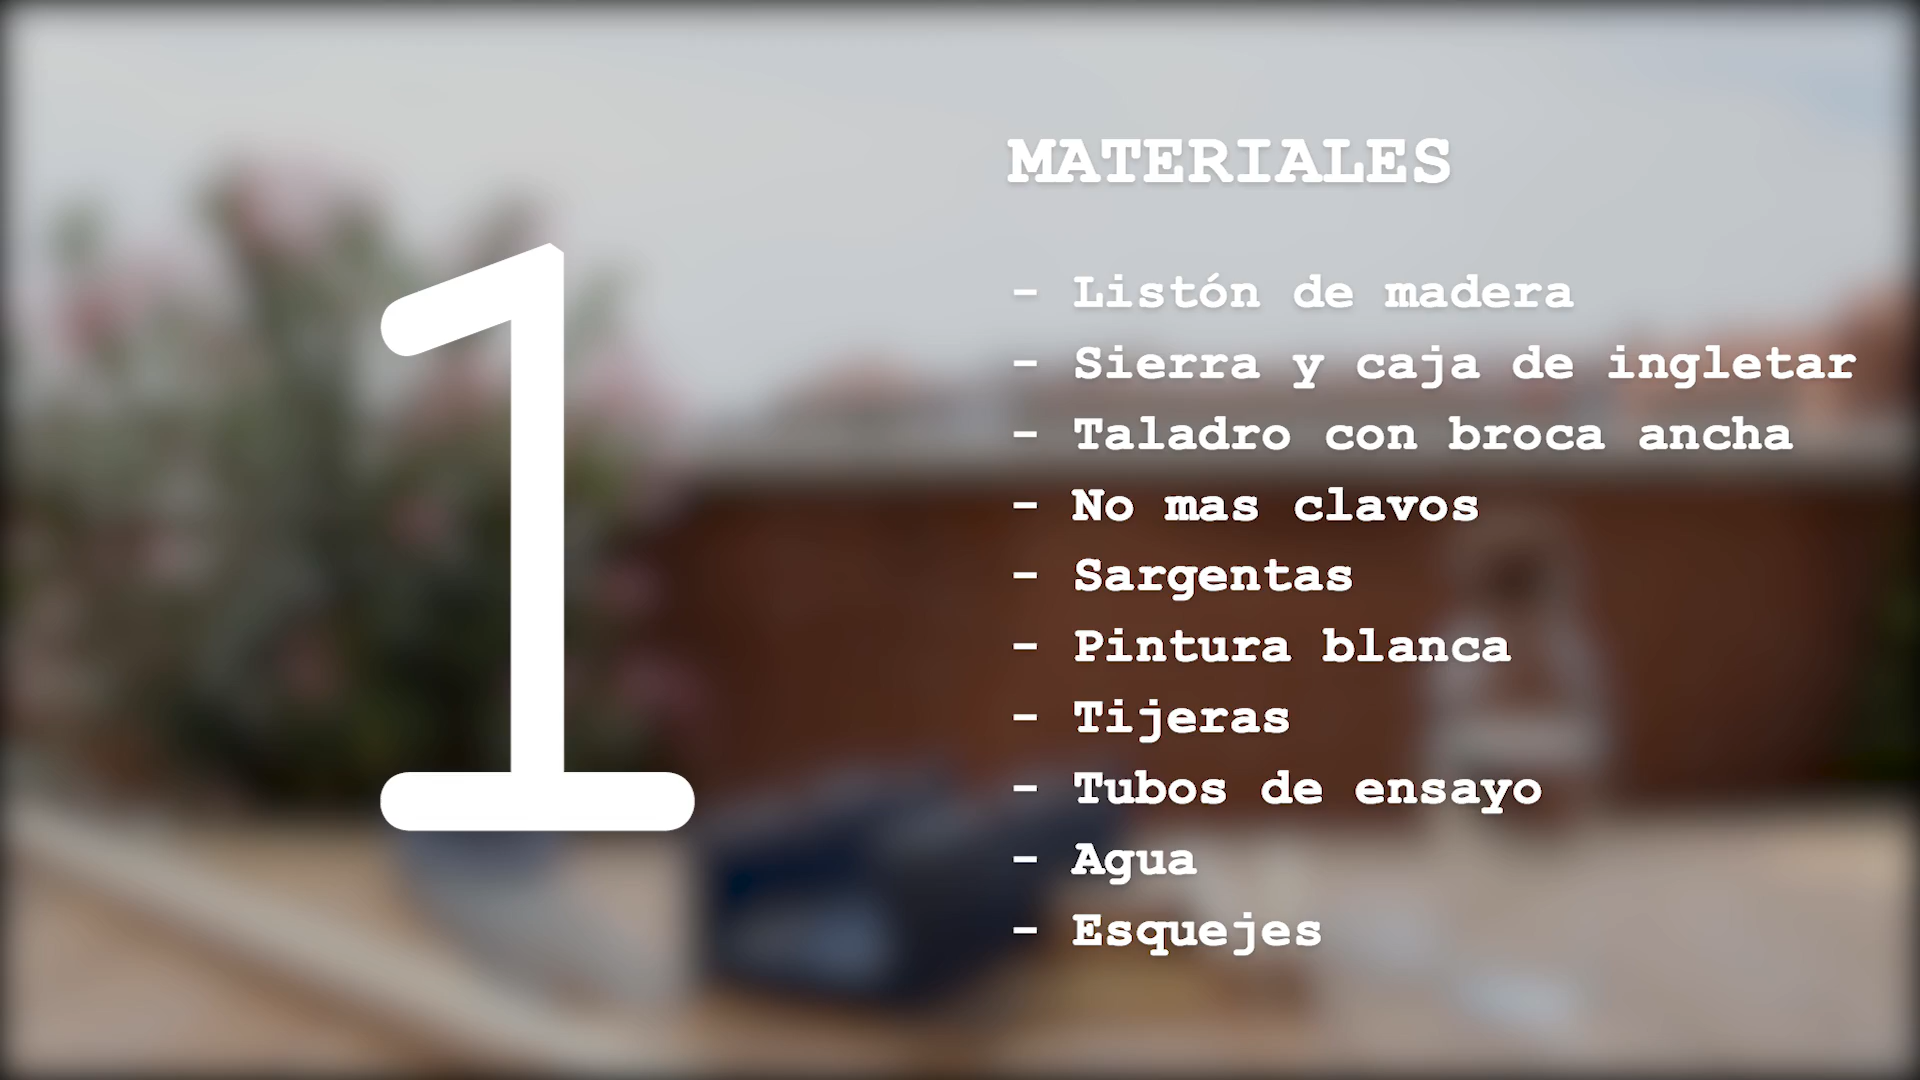 1
MATERIALES
- Listón de madera
- Sierra y caja de ingletar
- Taladro con broca ancha
- No mas clavos
- Sargentas
- Pintura blanca
- Tijeras
- Tubos de ensayo
- Agua
- Esquejes